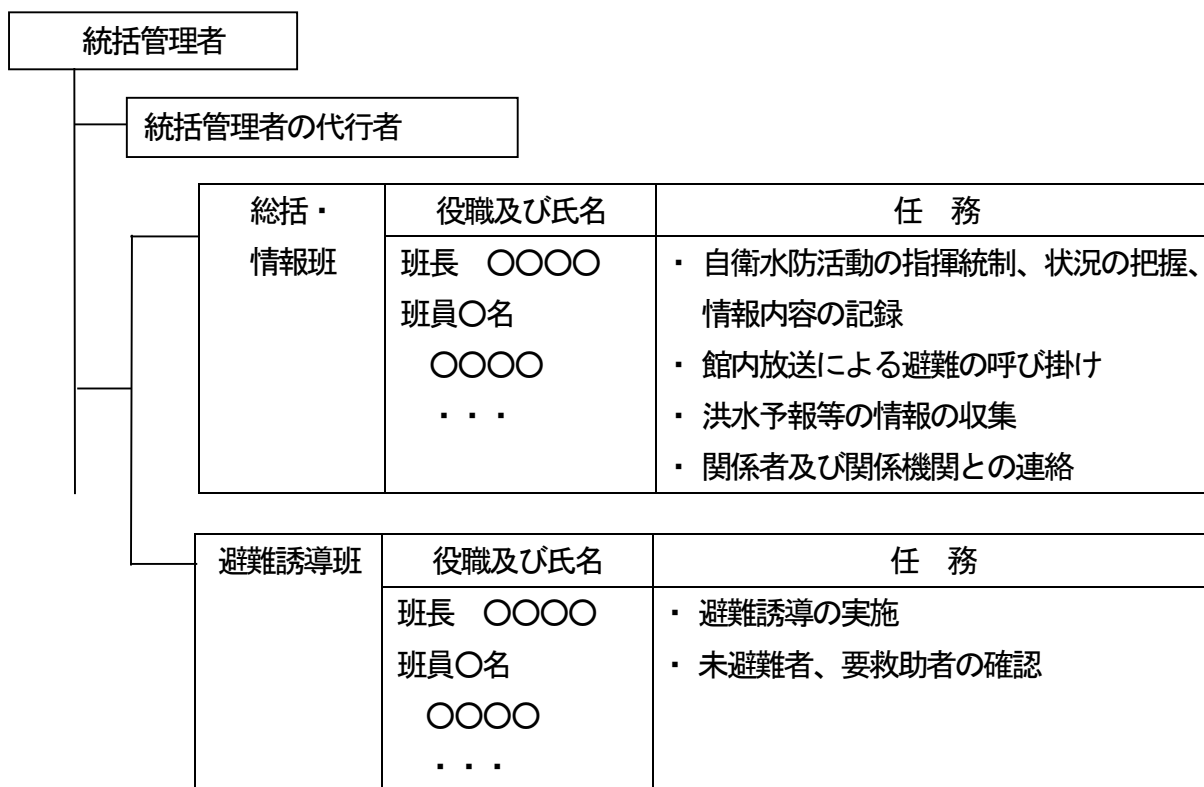 統括管理者
統括管理者の代行者
総括・
情報班
役職及び氏名
任　務
班長　〇〇〇〇
班員〇名
〇〇〇〇
・・・
・ 自衛水防活動の指揮統制、状況の把握、
情報内容の記録
・ 館内放送による避難の呼び掛け
・ 洪水予報等の情報の収集
・ 関係者及び関係機関との連絡
避難誘導班
役職及び氏名
任　務
班長　〇〇〇〇
班員〇名
〇〇〇〇
・・・
・ 避難誘導の実施
・ 未避難者、要救助者の確認